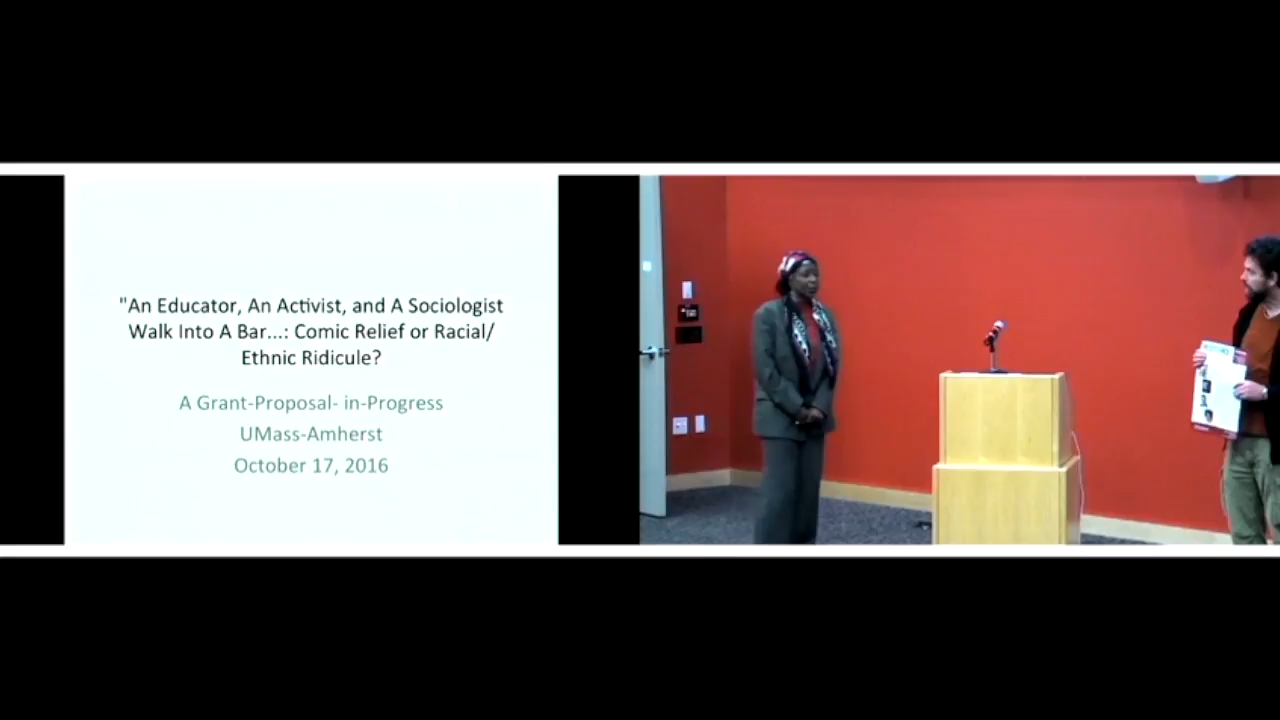 "An Educator, An Activist, and A Sociologist
Walk Into A Bar...: Comic Relief or Racial/
Ethnic Ridicule?
A Grant-Proposal- in-Progress
UMass-Amherst
October 17, 2016